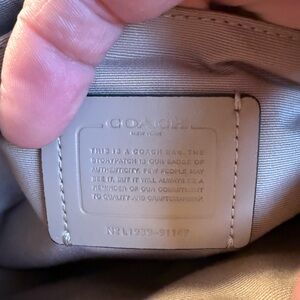 COACH
NEW YORK
THIS IS A COACH BAG. THE
STORYPATCH IS OUR BADGE OF
AUTHENTICITY. FEW PEOPLE MAY
SEE IT, BUT IT WILL ALWAYS BE A
REMINDER OF OUR COMMITMENT
TO QUALITY AND CRAFTSMANSHIP.